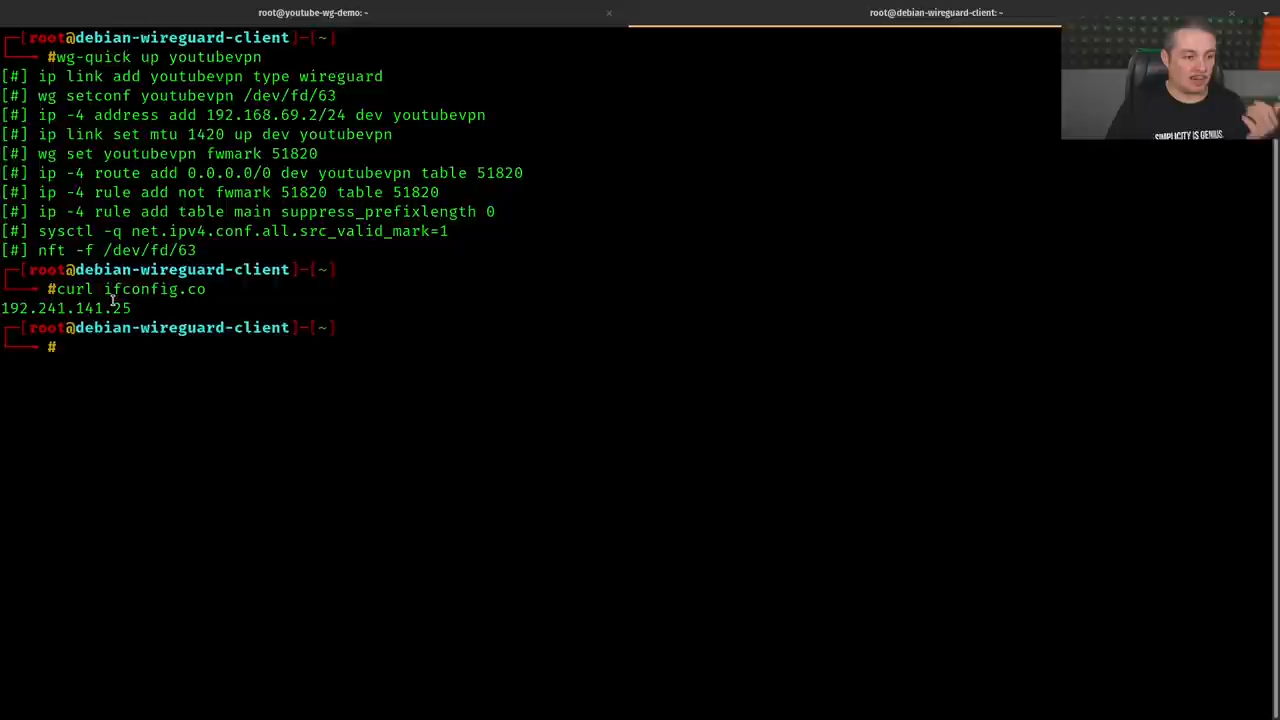 root@youtube-wg-demo: ~
root@debian-wireguard-client: ~
[root@debian-wireguard-client]-[~]
#wg-quick up youtubevpn
[#] ip link add youtubevpn type wireguard
[#] wg setconf youtubevpn /dev/fd/63
[#] ip -4 address add 192.168.69.2/24 dev youtubevpn
[#] ip link set mtu 1420 up dev youtubevpn
[#] wg set youtubevpn fwmark 51820
[#] ip -4 route add 0.0.0.0/0 dev youtubevpn table 51820
[#] ip -4 rule add not fwmark 51820 table 51820
[#] ip -4 rule add table main suppress_prefixlength 0
[#] sysctl -q net.ipv4.conf.all.src_valid_mark=1
[#] nft -f /dev/fd/63
[root@debian-wireguard-client]-[~]
#curl ifconfig.co
192.241.141.25
[root@debian-wireguard-client]-[~]
#
SIMPLICITY IS GENIUS.